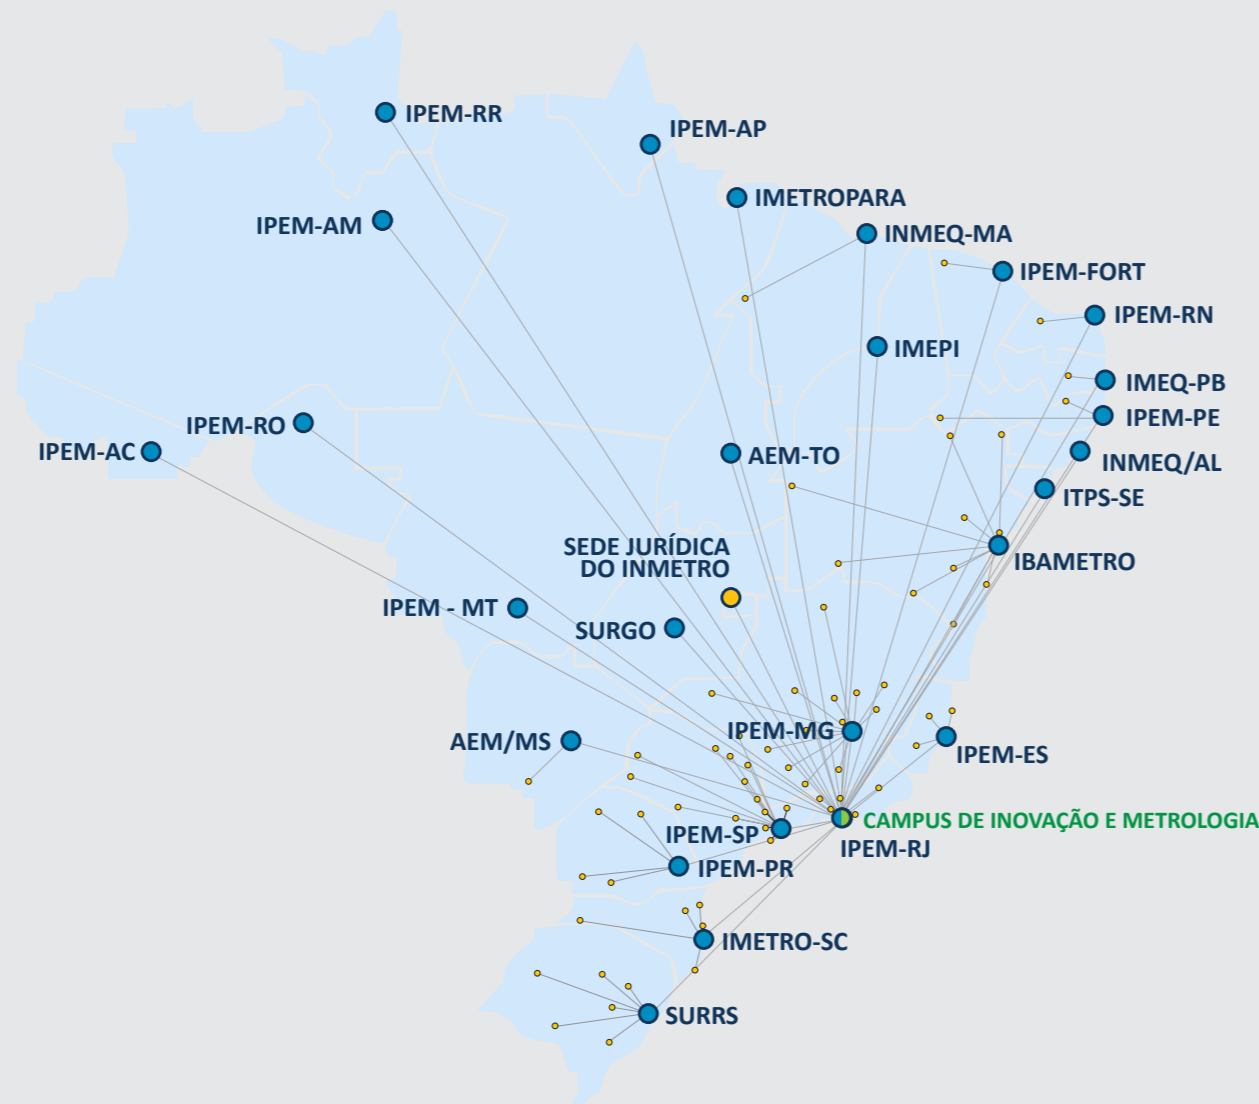 IPEM-RR
IPEM-AP
IMETROPARA
IPEM-AM
INMEQ-MA
IPEM-FORT
IPEM-RN
IMEPI
IMEQ-PB
IPEM-RO
IPEM-PE
IPEM-AC
AEM-TO
INMEQ/AL
ITPS-SE
SEDE JURÍDICA
DO INMETRO
IBAMETRO
IPEM - MT
SURGO
IPEM-MG
AEM/MS
IPEM-ES
CAMPUS DE INOVAÇÃO E METROLOGIA
IPEM-SP
IPEM-RJ
IPEM-PR
IMETRO-SC
SURRS